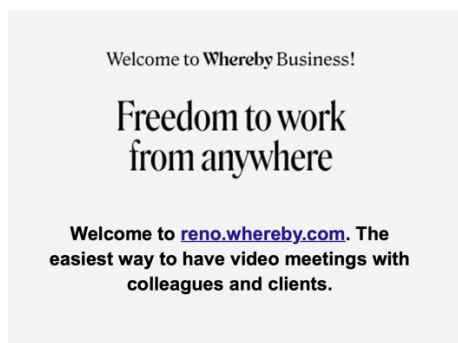 Welcome to Whereby Business!
Freedom to work
from anywhere
Welcome to reno.whereby.com. The
easiest way to have video meetings with
colleagues and clients.